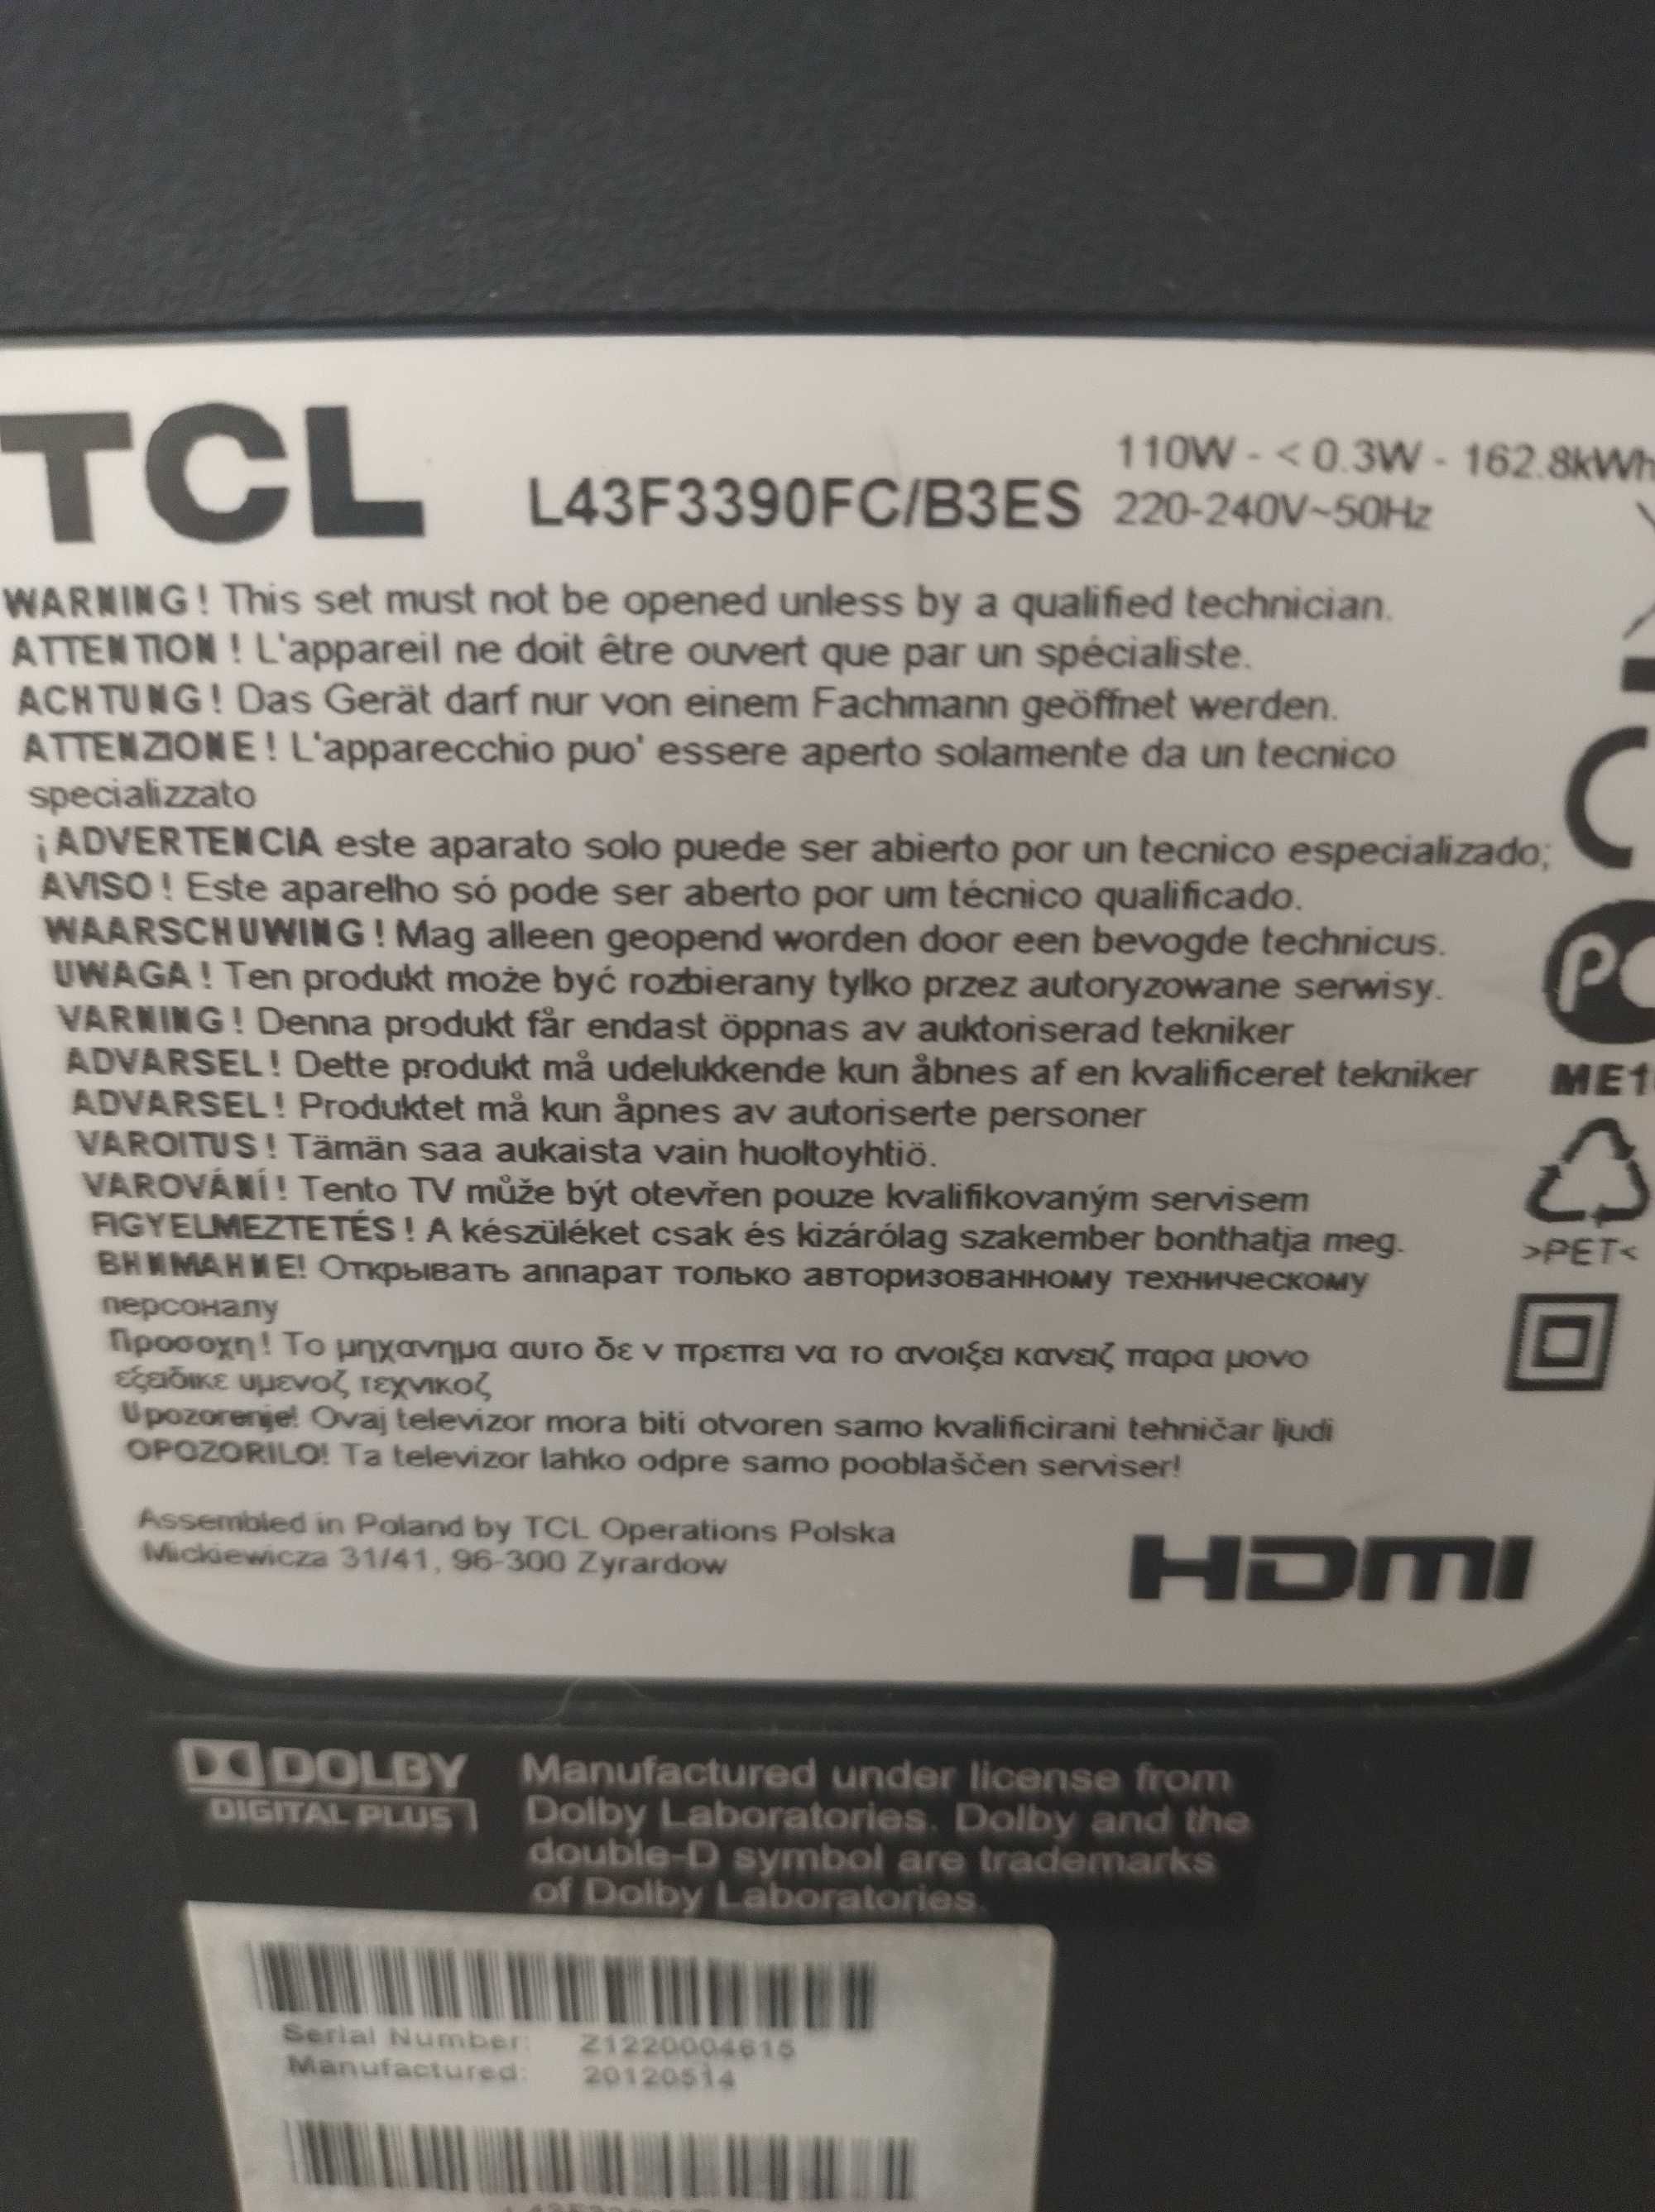 TCL
L43F3390FC/B3ES
110W - < 0.3W - 162.8kWh
220-240V~50Hz
WARNING! This set must not be opened unless by a qualified technician.
ATTENTION ! L'appareil ne doit être ouvert que par un spécialiste.
ACHTUNG! Das Gerät darf nur von einem Fachmann geöffnet werden.
ATTENZIONE! L'apparecchio puo' essere aperto solamente da un tecnico
specializzato
¡ADVERTENCIA este aparato solo puede ser abierto por un tecnico especializado;
AVISO! Este aparelho só pode ser aberto por um técnico qualificado.
WAARSCHUWING! Mag alleen geopend worden door een bevogde technicus.
UWAGA! Ten produkt może być rozbierany tylko przez autoryzowane serwisy.
VARNING! Denna produkt får endast öppnas av auktoriserad tekniker
ADVARSEL! Dette produkt må udelukkende kun åbnes af en kvalificeret tekniker
ADVARSEL! Produktet må kun åpnes av autoriserte personer
VAROITUS! Tämän saa aukaista vain huoltoyhtiö.
VAROVÁNÍ! Tento TV může být otevřen pouze kvalifikovaným servisem
FIGYELMEZTETÉS! A készüléket csak és kizárólag szakember bonthatja meg.
ВНИМАНИЕ! Открывать аппарат только авторизованному техническому
персоналу
Προσοχη! Το μηχανημα αυτο δε ν πρεπει να το ανοιξει κανειζ παρα μονο
εξειδικε υμενοζ τεχνικοζ
Upozorenje! Ovaj televizor mora biti otvoren samo kvalificirani tehničar ljudi
OPOZORILO! Ta televizor lahko odpre samo pooblaščen serviser!
ME1
>PET<
Assembled in Poland by TCL Operations Polska
Mickiewicza 31/41, 96-300 Zyrardow
HDMI
DOLBY
DIGITAL PLUS
Manufactured under license from
Dolby Laboratories. Dolby and the
double-D symbol are trademarks
of Dolby Laboratories.
Serial Number: Z1220004615
Manufactured: 20120514